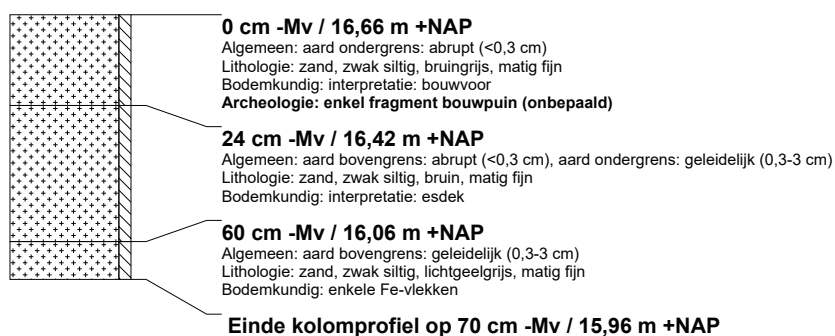 0 cm -Mv / 16,66 m +NAP
Algemeen: aard ondergrens: abrupt (<0,3 cm)
Lithologie: zand, zwak siltig, bruingrijs, matig fijn
Bodemkundig: interpretatie: bouwvoor
Archeologie: enkel fragment bouwpuin (onbepaald)
24 cm -Mv / 16,42 m +NAP
Algemeen: aard bovengrens: abrupt (<0,3 cm), aard ondergrens: geleidelijk (0,3-3 cm)
Lithologie: zand, zwak siltig, bruin, matig fijn
Bodemkundig: interpretatie: esdek
60 cm -Mv / 16,06 m +NAP
Algemeen: aard bovengrens: geleidelijk (0,3-3 cm)
Lithologie: zand, zwak siltig, lichtgeelgrijs, matig fijn
Bodemkundig: enkele Fe-vlekken
Einde kolomprofiel op 70 cm -Mv / 15,96 m +NAP